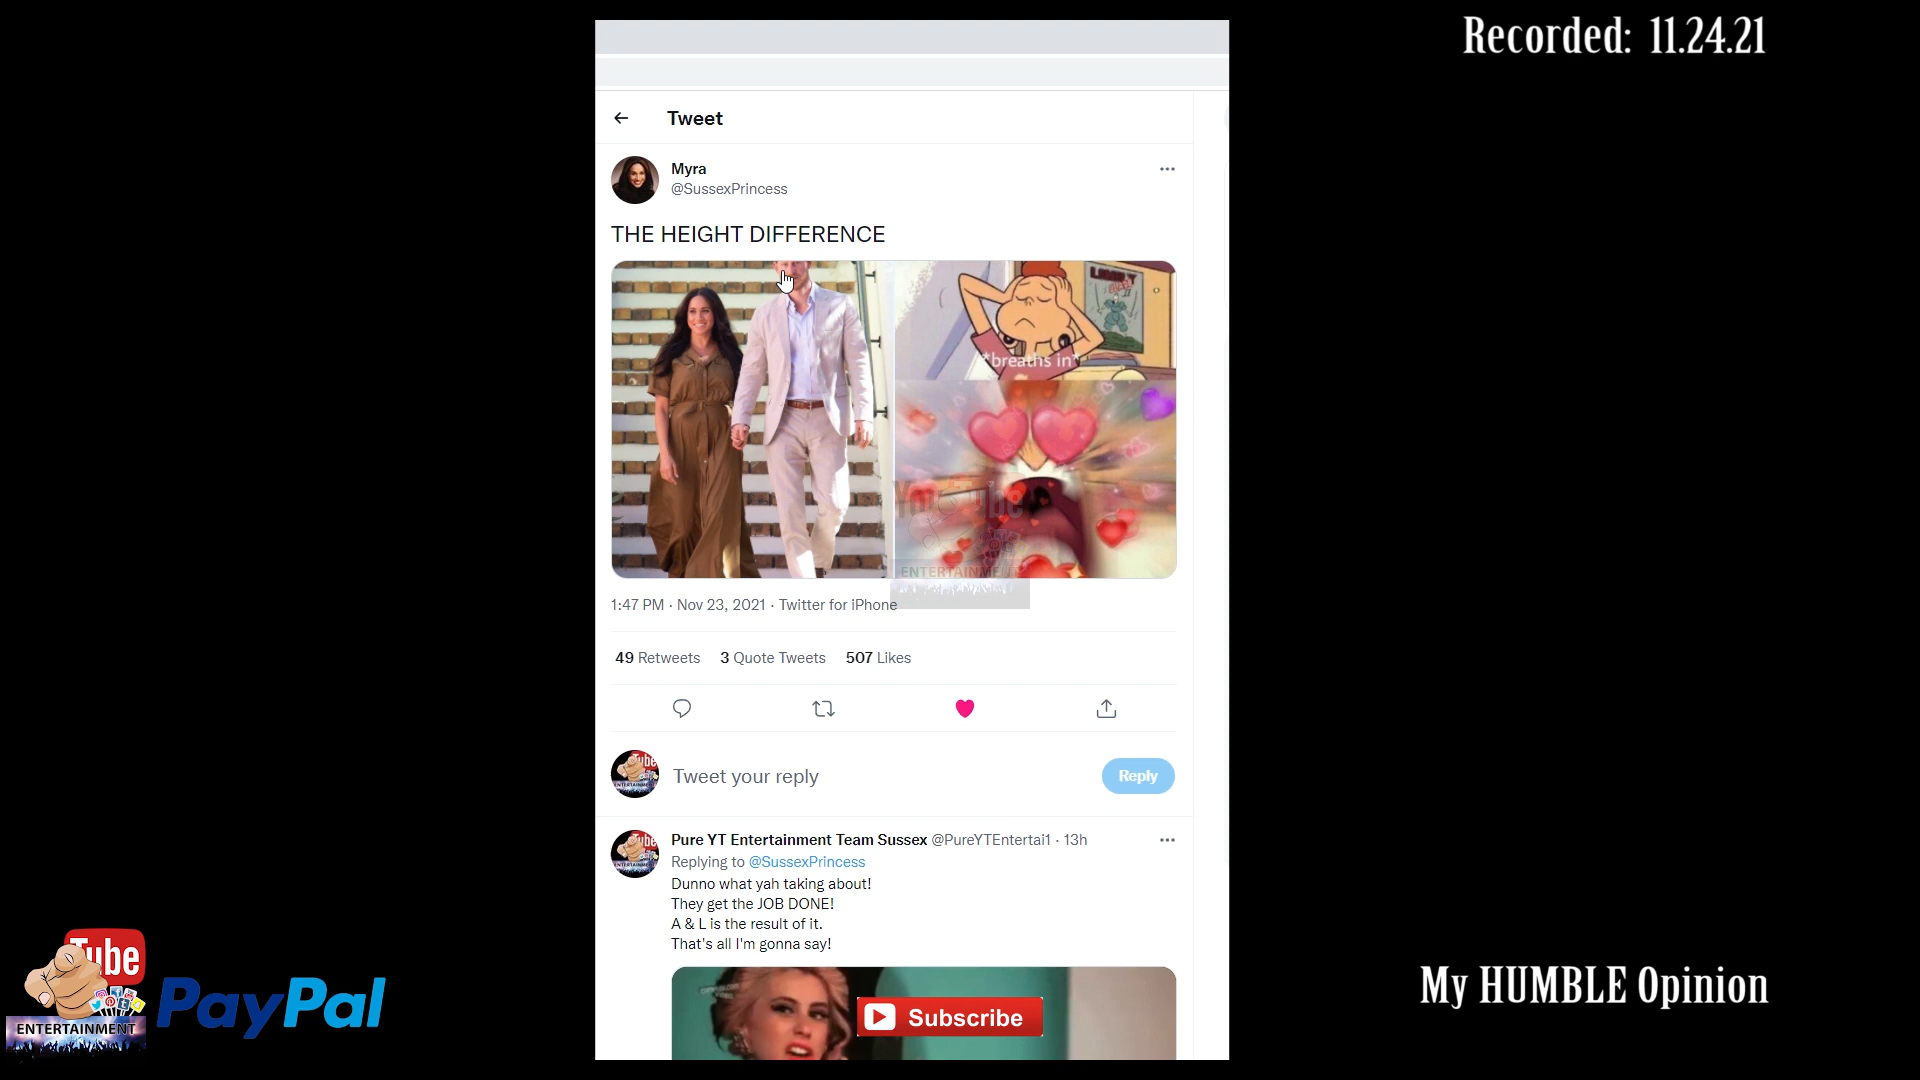 Recorded: 11.24.21
Tweet
Myra
@SussexPrincess
THE HEIGHT DIFFERENCE
*breaths in*
YouTube
ENTERTAINMENT
1:47 PM · Nov 23, 2021 · Twitter for iPhone
49 Retweets 3 Quote Tweets 507 Likes
Tweet your reply
Reply
Pure YT Entertainment Team Sussex @PureYTEntertai1 · 13h
Replying to @SussexPrincess
Dunno what yah taking about!
They get the JOB DONE!
A & L is the result of it.
That's all I'm gonna say!
Subscribe
Tube
ENTERTAINMENT
PayPal
My HUMBLE Opinion